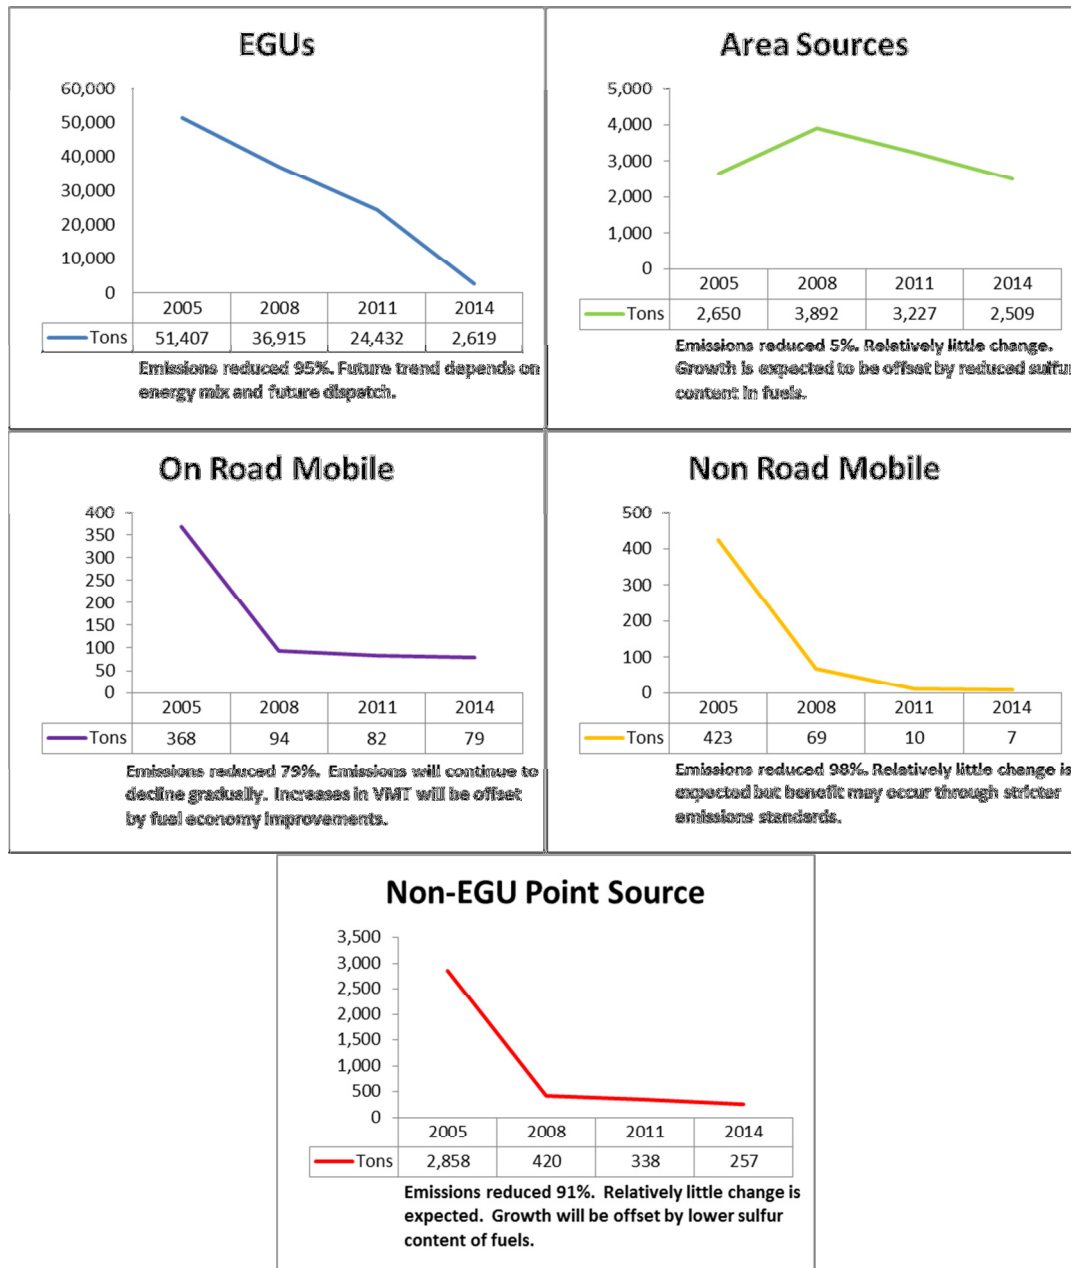 EGUs
60,000
50,000
40,000
30,000
20,000
10,000
0
2005 2008 2011 2014
Tons 51,407 36,915 24,432 2,619
Emissions reduced 95%. Future trend depends on
energy mix and future dispatch.
Area Sources
5,000
4,000
3,000
2,000
1,000
0
2005 2008 2011 2014
Tons 2,650 3,892 3,227 2,509
Emissions reduced 5%. Relatively little change.
Growth is expected to be offset by reduced sulfur
content in fuels.
On Road Mobile
400
350
300
250
200
150
100
50
0
2005 2008 2011 2014
Tons 368 94 82 79
Emissions reduced 79%. Emissions will continue to
decline gradually. Increases in VMT will be offset
by fuel economy improvements.
Non Road Mobile
500
400
300
200
100
0
2005 2008 2011 2014
Tons 423 69 10 7
Emissions reduced 98%. Relatively little change is
expected but benefit may occur through stricter
emissions standards.
Non-EGU Point Source
3,500
3,000
2,500
2,000
1,500
1,000
500
0
2005 2008 2011 2014
Tons 2,858 420 338 257
Emissions reduced 91%. Relatively little change is
expected. Growth will be offset by lower sulfur
content of fuels.